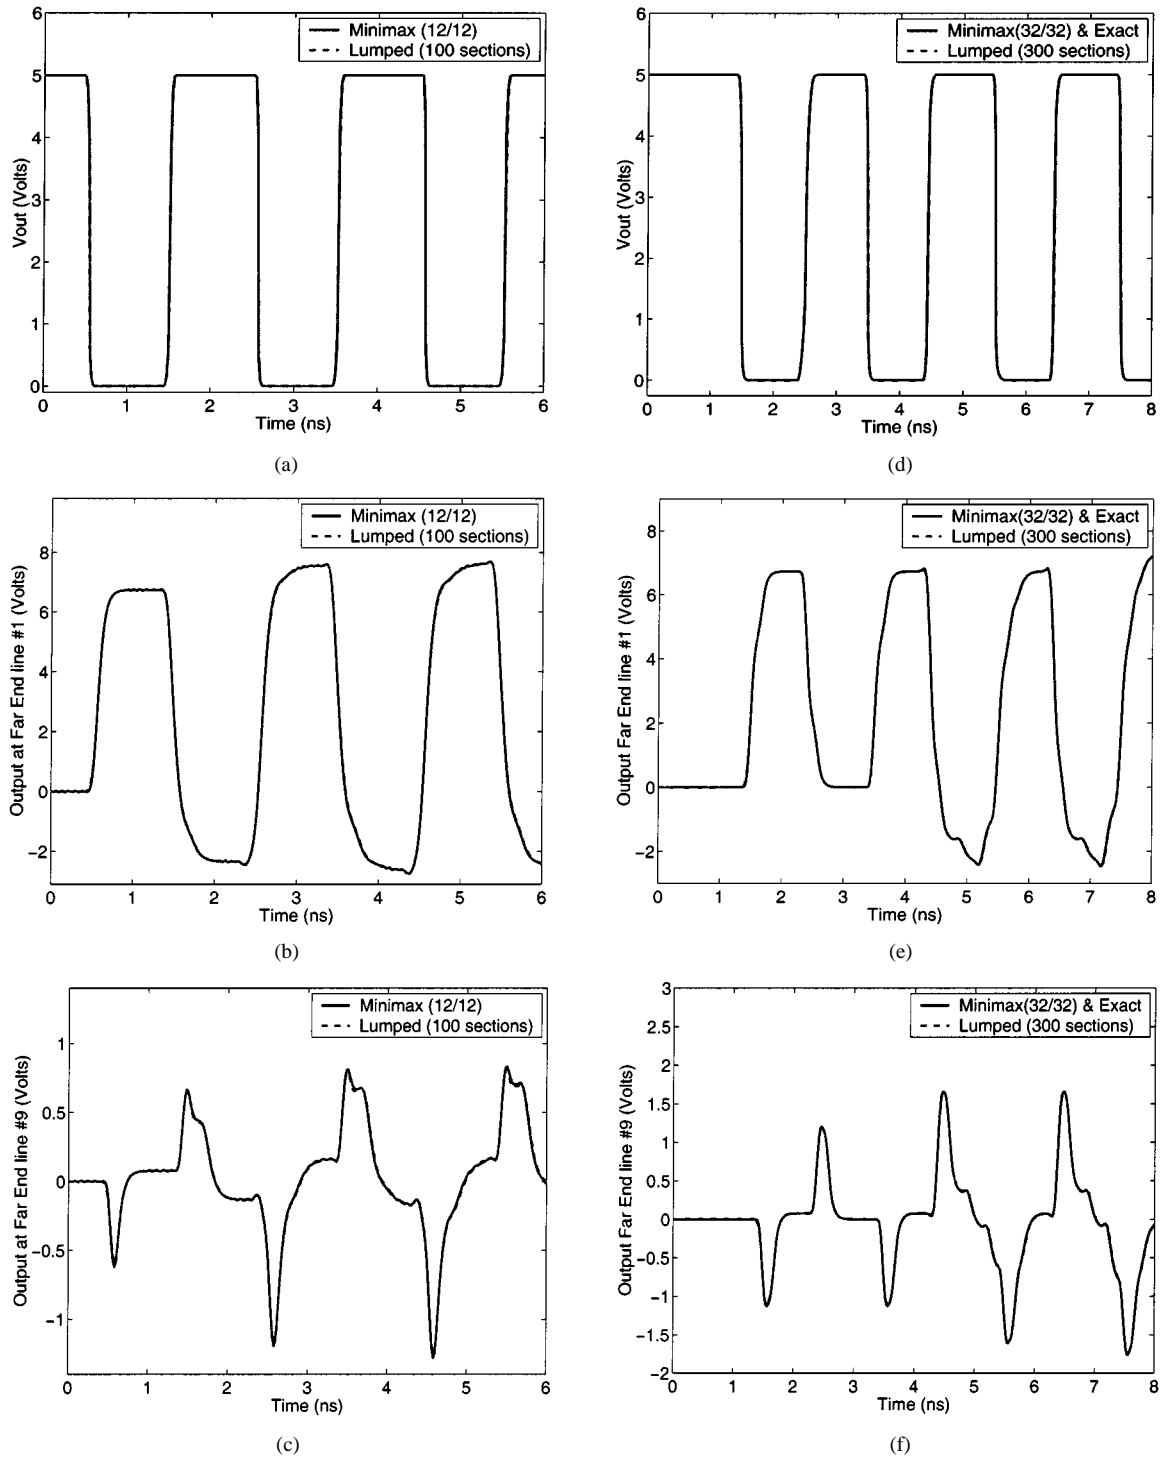 Minimax (12/12)
Lumped (100 sections)
Vout (Volts)
6
5
4
3
2
1
0
0 1 2 3 4 5 6
Time (ns)
(a)
Minimax(32/32) & Exact
Lumped (300 sections)
Vout (Volts)
6
5
4
3
2
1
0
0 1 2 3 4 5 6 7 8
Time (ns)
(d)
Minimax (12/12)
Lumped (100 sections)
Output at Far End line #1 (Volts)
8
6
4
2
0
−2
0 1 2 3 4 5 6
Time (ns)
(b)
Minimax(32/32) & Exact
Lumped (300 sections)
Output Far End line #1 (Volts)
8
6
4
2
0
−2
0 1 2 3 4 5 6 7 8
Time (ns)
(e)
Minimax (12/12)
Lumped (100 sections)
Output at Far End line #9 (Volts)
1
0.5
0
−0.5
−1
0 1 2 3 4 5 6
Time (ns)
(c)
Minimax(32/32) & Exact
Lumped (300 sections)
Output Far End line #9 (Volts)
3
2.5
2
1.5
1
0.5
0
−0.5
−1
−1.5
−2
0 1 2 3 4 5 6 7 8
Time (ns)
(f)